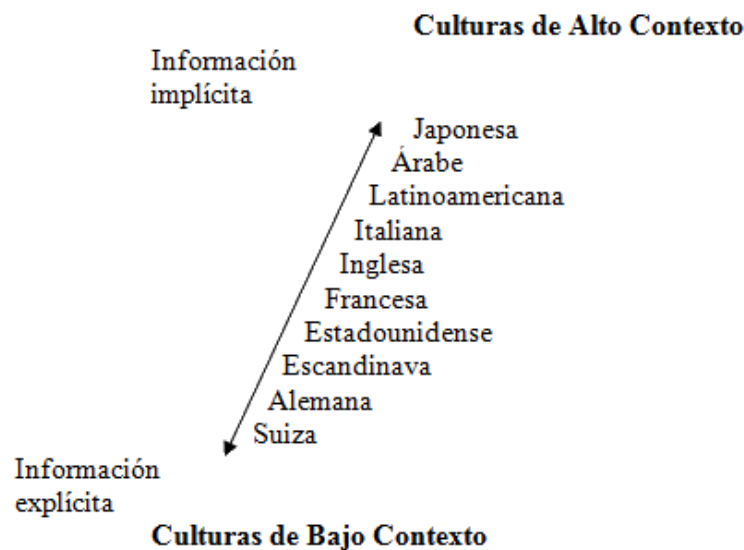 Culturas de Alto Contexto
Información
implícita
Japonesa
Árabe
Latinoamericana
Italiana
Inglesa
Francesa
Estadounidense
Escandinava
Alemana
Suiza
Información
explícita
Culturas de Bajo Contexto